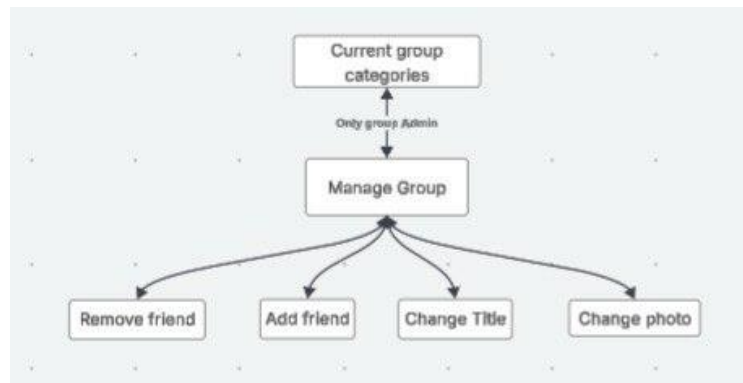 Current group
categories
Only group Admin
Manage Group
Remove friend
Add friend
Change Title
Change photo